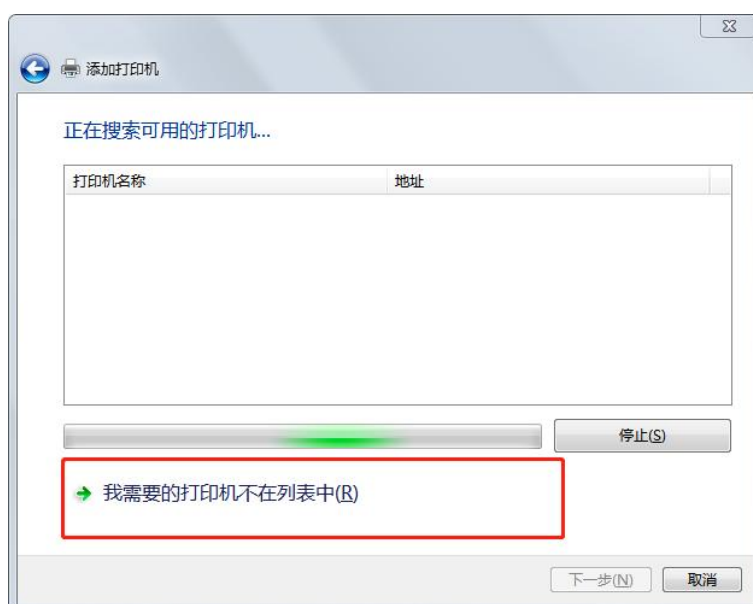 添加打印机
正在搜索可用的打印机...
打印机名称 地址
停止(S)
我需要的打印机不在列表中(R)
下一步(N) 取消